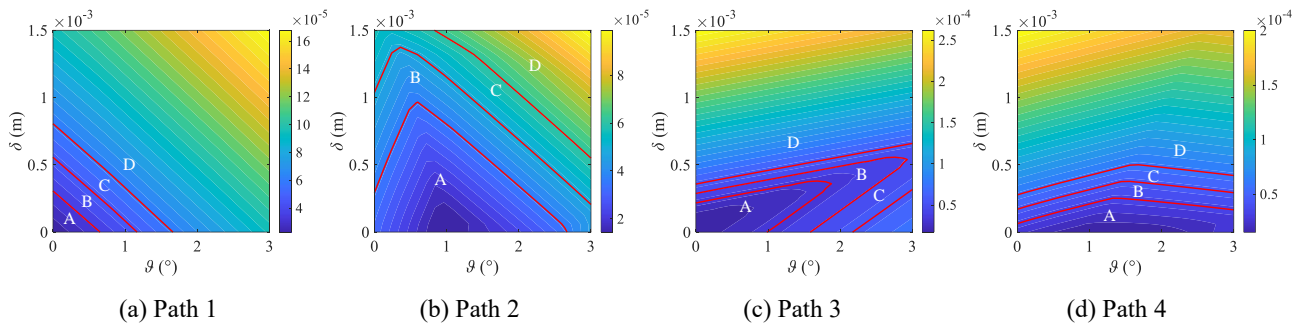 ×10⁻³ ×10⁻⁵ ×10⁻³ ×10⁻⁵ ×10⁻³ ×10⁻⁴ ×10⁻³ ×10⁻⁴
1.5 1 0.5 0
δ (m)
A B C D
0 1 2 3
ϑ (°)
16 14 12 10 8 6 4
1.5 1 0.5 0
δ (m)
A B C D
0 1 2 3
ϑ (°)
8 6 4 2
1.5 1 0.5 0
δ (m)
A B C D
C
0 1 2 3
ϑ (°)
2.5 2 1.5 1 0.5
1.5 1 0.5 0
δ (m)
A B C D
0 1 2 3
ϑ (°)
2 1.5 1 0.5
(a) Path 1
(b) Path 2
(c) Path 3
(d) Path 4